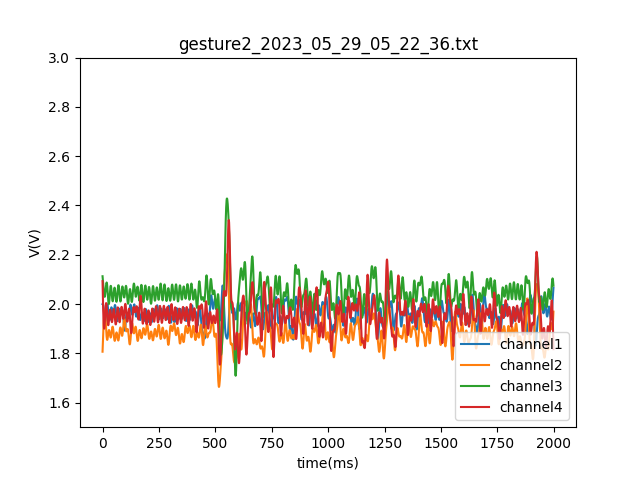 gesture2_2023_05_29_05_22_36.txt
3.0
2.8
2.6
2.4
2.2
2.0
1.8
1.6
V(V)
channel1
channel2
channel3
channel4
0 250 500 750 1000 1250 1500 1750 2000
time(ms)